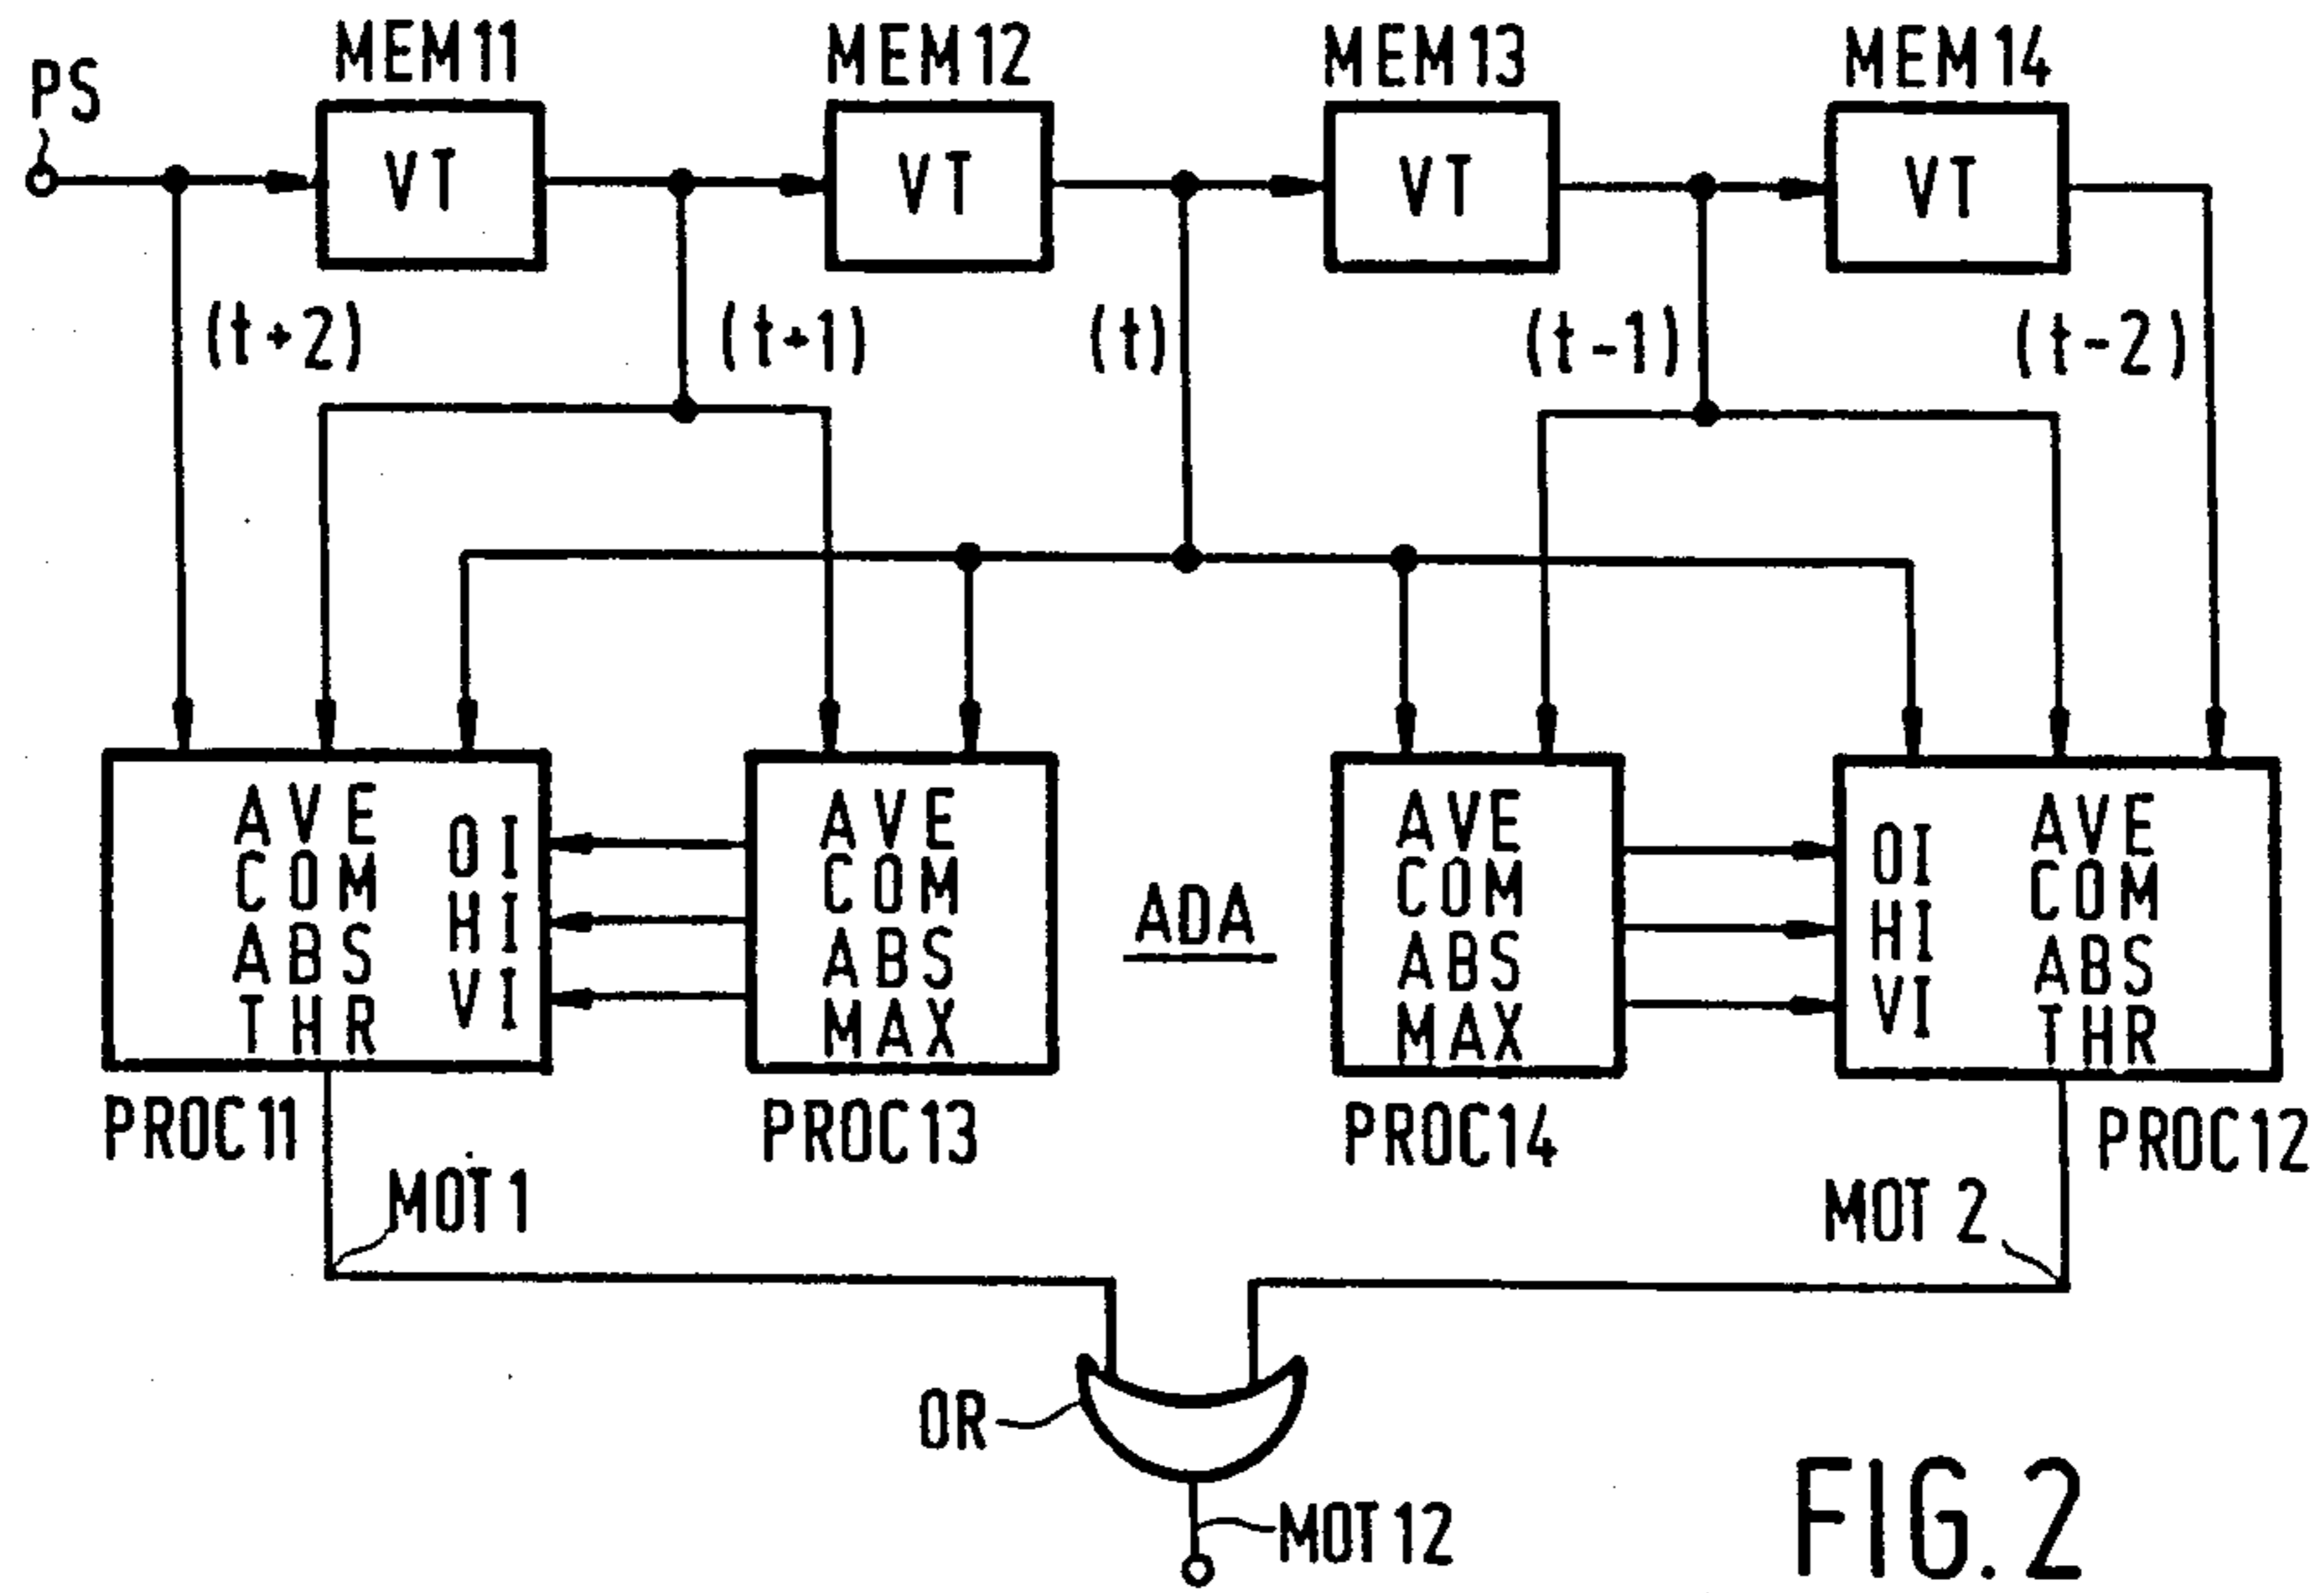 PS
MEM11
MEM12
MEM13
MEM14
VT
VT
VT
VT
(t+2)
(t+1)
(t)
(t-1)
(t-2)
AVE
COM
ABS
THR
OI
HI
VI
AVE
COM
ABS
MAX
ADA
AVE
COM
ABS
MAX
OI
HI
VI
AVE
COM
ABS
THR
PROC11
PROC13
PROC14
PROC12
MOT1
MOT 2
OR
MOT12
FIG.2